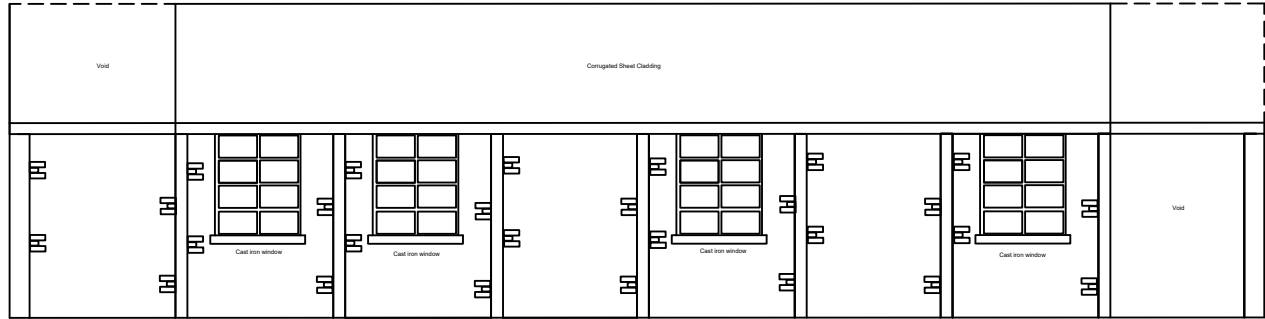 Void
Corrugated Sheet Cladding
Cast iron window
Cast iron window
Cast iron window
Cast iron window
Void